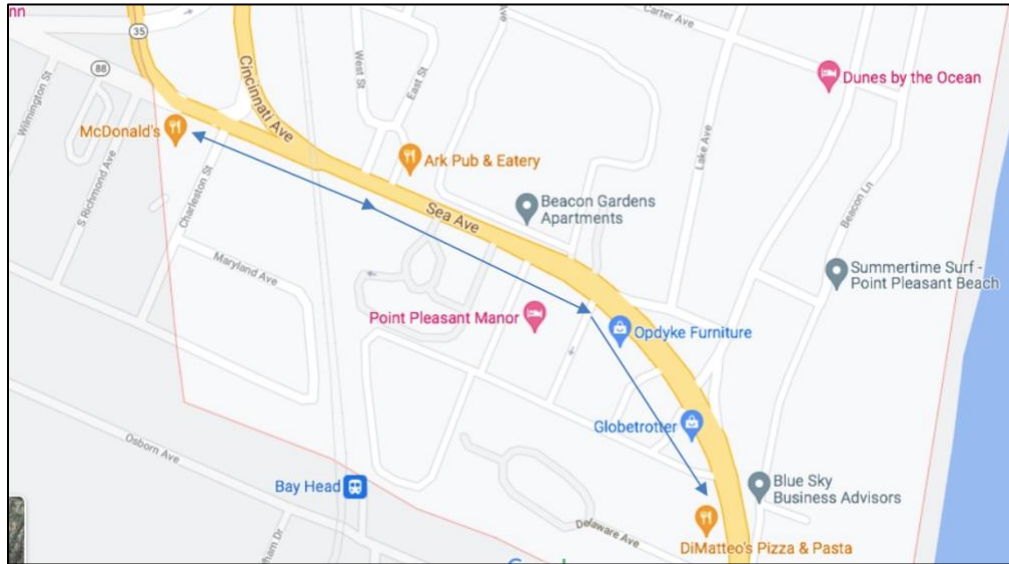 nn
35
Carter Ave
Ave
88
Cincinnati Ave
West St
East St
Dunes by the Ocean
Wilmington St
McDonald's
Ark Pub & Eatery
Lake Ave
S Richmond Ave
Charleston St
Sea Ave
Beacon Gardens
Apartments
Beacon Ln
Maryland Ave
Summertime Surf -
Point Pleasant Beach
Point Pleasant Manor
Opdyke Furniture
Globetrotter
Osborn Ave
Bay Head
Blue Sky
Business Advisors
Delaware Ave
DiMatteo's Pizza & Pasta